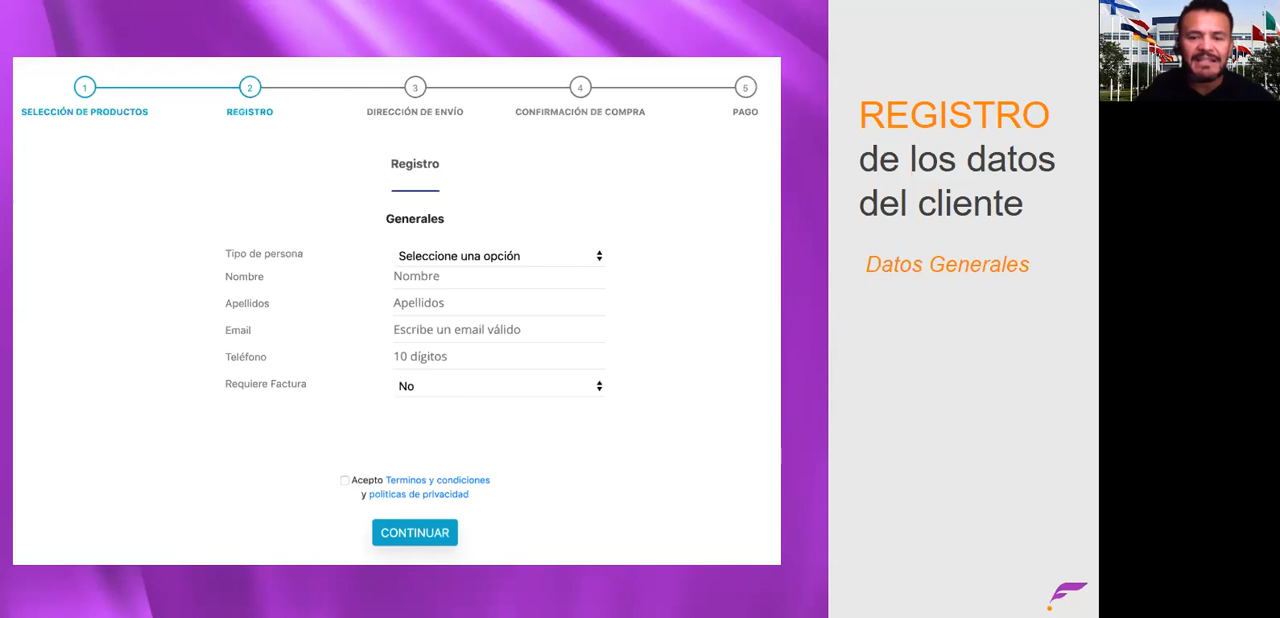 1
2
3
4
5
SELECCIÓN DE PRODUCTOS
REGISTRO
DIRECCIÓN DE ENVÍO
CONFIRMACIÓN DE COMPRA
PAGO
Registro
Generales
Tipo de persona
Seleccione una opción
Nombre
Nombre
Apellidos
Apellidos
Email
Escribe un email válido
Teléfono
10 dígitos
Requiere Factura
No
Acepto Terminos y condiciones
y politicas de privacidad
CONTINUAR
REGISTRO
de los datos
del cliente
Datos Generales